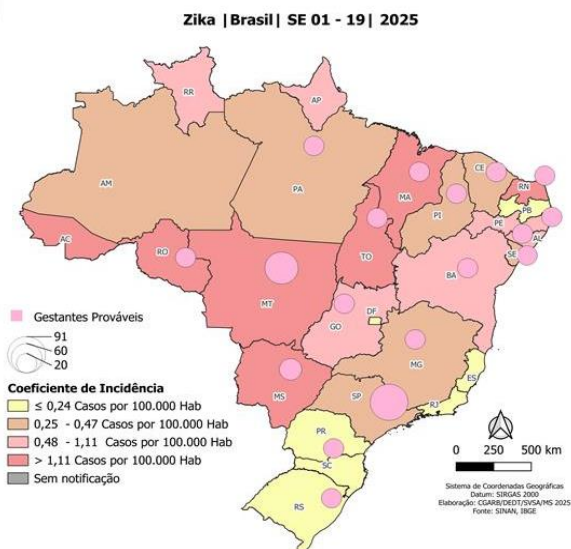 Zika |Brasil| SE 01 - 19| 2025
RR
AP
AM
PA
MA
CE
RN
PB
PI
PE
AL
SE
AC
RO
TO
MT
BA
DF
GO
MG
ES
MS
SP
RJ
PR
SC
RS
Gestantes Prováveis
91
60
20
Coeficiente de Incidência
≤ 0,24 Casos por 100.000 Hab
0,25 - 0,47 Casos por 100.000 Hab
0,48 - 1,11 Casos por 100.000 Hab
> 1,11 Casos por 100.000 Hab
Sem notificação
0 250 500 km
Sistema de Coordenadas Geográficas
Datum: SIRGAS 2000
Elaboração: CGARB/DEDT/SVSA/MS 2025
Fonte: SINAN, IBGE